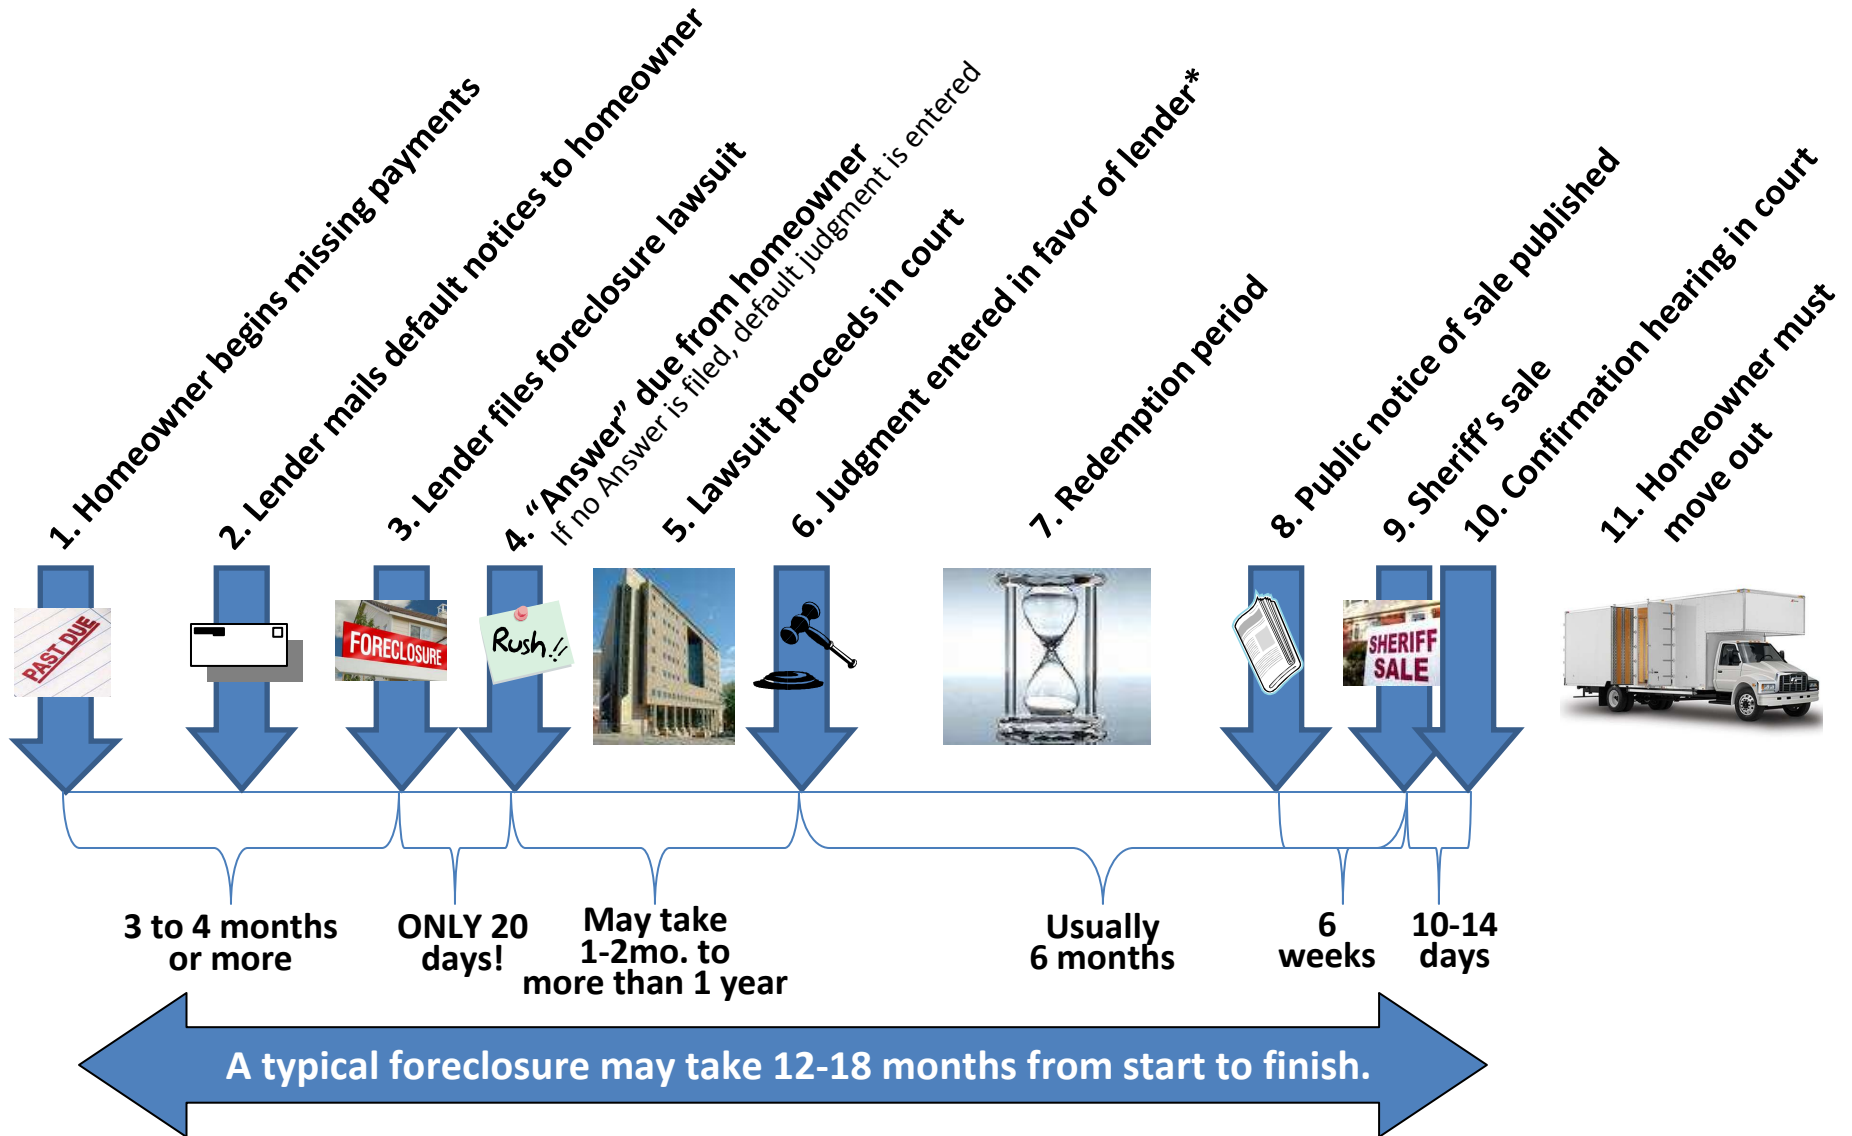 1. Homeowner begins missing payments
2. Lender mails default notices to homeowner
3. Lender files foreclosure lawsuit
4. “Answer” due from homeowner
If no Answer is filed, default judgment is entered
5. Lawsuit proceeds in court
6. Judgment entered in favor of lender*
7. Redemption period
8. Public notice of sale published
9. Sheriff’s sale
10. Confirmation hearing in court
11. Homeowner must
move out
PAST DUE
FORECLOSURE
Rush!!
SHERIFF
SALE
3 to 4 months
or more
ONLY 20
days!
May take
1-2mo. to
more than 1 year
Usually
6 months
6
weeks
10-14
days
A typical foreclosure may take 12-18 months from start to finish.